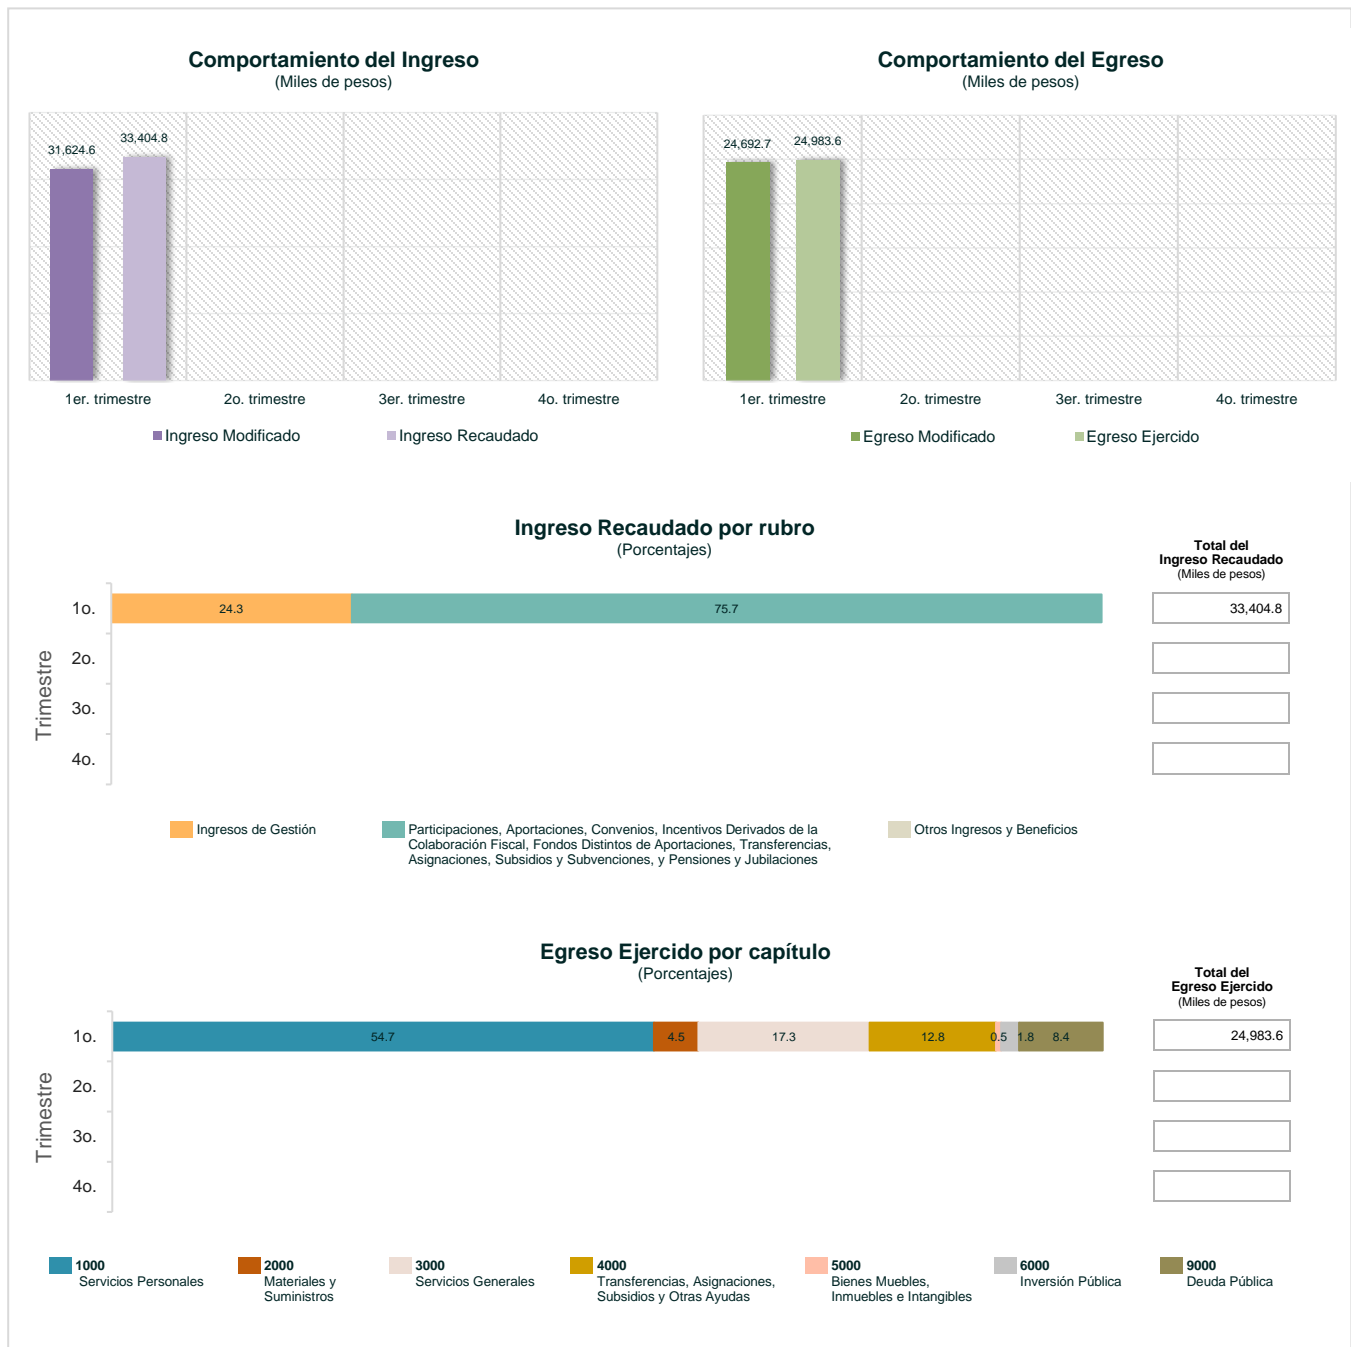 Comportamiento del Ingreso
(Miles de pesos)
31,624.6
33,404.8
1er. trimestre
2o. trimestre
3er. trimestre
4o. trimestre
Ingreso Modificado
Ingreso Recaudado
Comportamiento del Egreso
(Miles de pesos)
24,692.7
24,983.6
1er. trimestre
2o. trimestre
3er. trimestre
4o. trimestre
Egreso Modificado
Egreso Ejercido
Ingreso Recaudado por rubro
(Porcentajes)
Total del
Ingreso Recaudado
(Miles de pesos)
Trimestre
1o.
24.3
75.7
33,404.8
2o.
3o.
4o.
Ingresos de Gestión
Participaciones, Aportaciones, Convenios, Incentivos Derivados de la
Colaboración Fiscal, Fondos Distintos de Aportaciones, Transferencias,
Asignaciones, Subsidios y Subvenciones, y Pensiones y Jubilaciones
Otros Ingresos y Beneficios
Egreso Ejercido por capítulo
(Porcentajes)
Total del
Egreso Ejercido
(Miles de pesos)
Trimestre
1o.
54.7
4.5
17.3
12.8
0.5
1.8
8.4
24,983.6
2o.
3o.
4o.
1000
Servicios Personales
2000
Materiales y
Suministros
3000
Servicios Generales
4000
Transferencias, Asignaciones,
Subsidios y Otras Ayudas
5000
Bienes Muebles,
Inmuebles e Intangibles
6000
Inversión Pública
9000
Deuda Pública